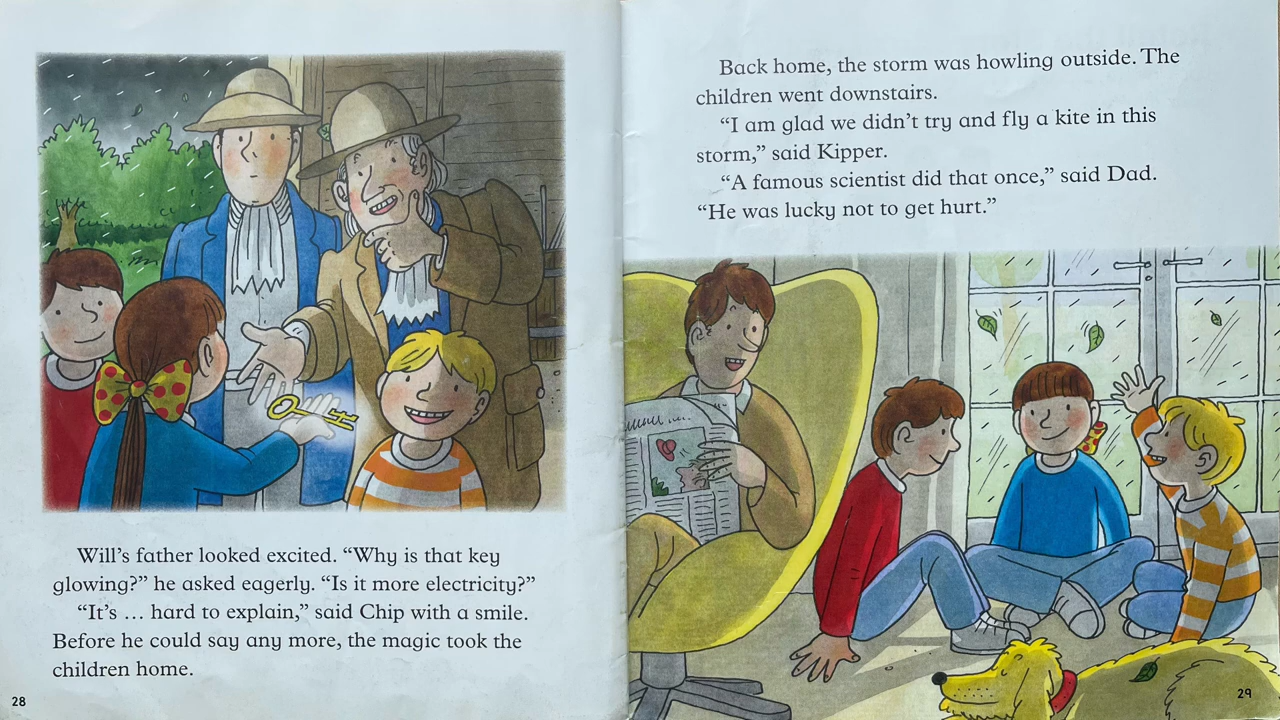 Will's father looked excited. “Why is that key
glowing?” he asked eagerly. “Is it more electricity?”
“It's ... hard to explain,” said Chip with a smile.
Before he could say any more, the magic took the
children home.
28
Back home, the storm was howling outside. The
children went downstairs.
“I am glad we didn't try and fly a kite in this
storm,” said Kipper.
“A famous scientist did that once,” said Dad.
“He was lucky not to get hurt.”
29